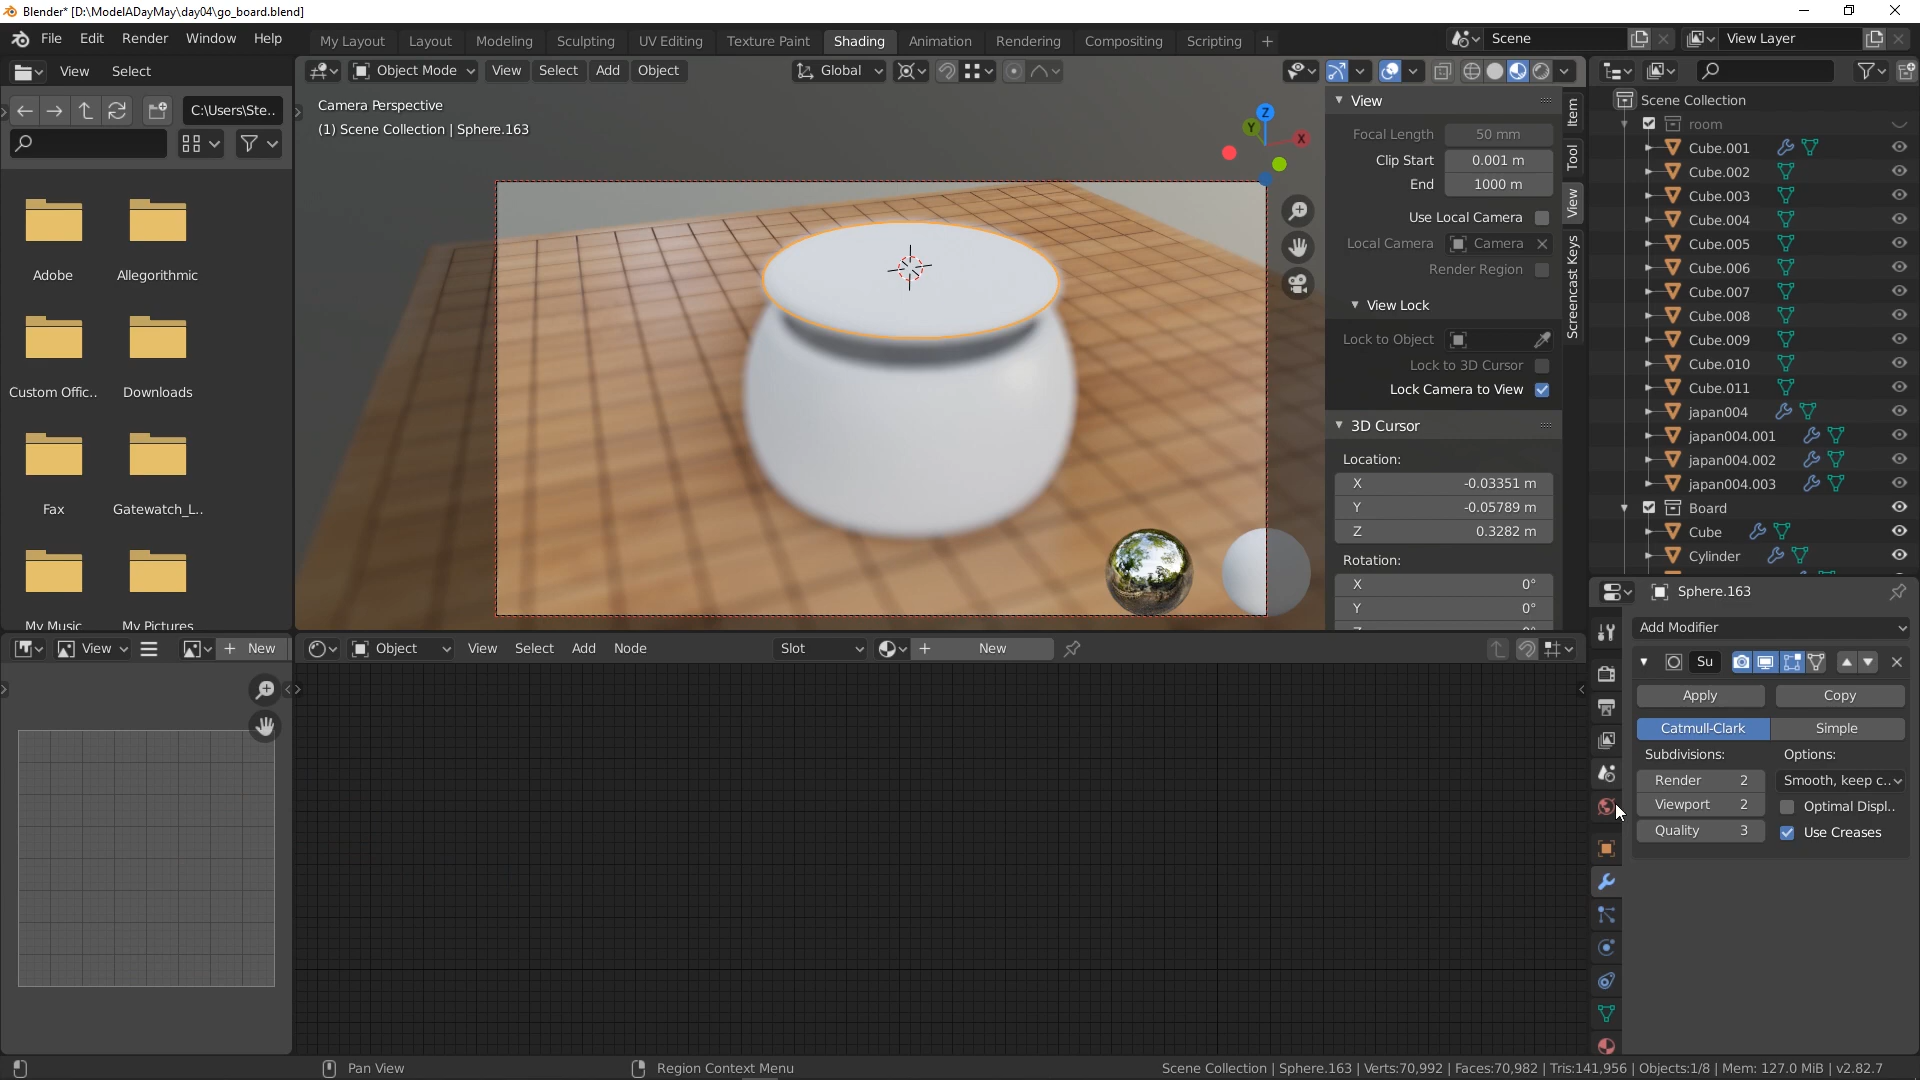 Blender* [D:\ModelADayMay\day04\go_board.blend]
File Edit Render Window Help
My Layout Layout Modeling Sculpting UV Editing Texture Paint Shading Animation Rendering Compositing Scripting
Scene
View Layer
View Select
Object Mode View Select Add Object
Global
C:\Users\Ste..
Adobe
Allegorithmic
Custom Offic..
Downloads
Fax
Gatewatch_L..
My Music
My Pictures
Camera Perspective
(1) Scene Collection | Sphere.163
Z
Y
X
View
Focal Length 50 mm
Clip Start 0.001 m
End 1000 m
Use Local Camera
Local Camera Camera
Render Region
View Lock
Lock to Object
Lock to 3D Cursor
Lock Camera to View
3D Cursor
Location:
X -0.03351 m
Y -0.05789 m
Z 0.3282 m
Rotation:
X 0°
Y 0°
Item
Tool
View
Screencast Keys
Scene Collection
room
Cube.001
Cube.002
Cube.003
Cube.004
Cube.005
Cube.006
Cube.007
Cube.008
Cube.009
Cube.010
Cube.011
japan004
japan004.001
japan004.002
japan004.003
Board
Cube
Cylinder
Sphere.163
Add Modifier
Su
Apply Copy
Catmull-Clark Simple
Subdivisions: Options:
Render 2 Smooth, keep c..
Viewport 2 Optimal Displ..
Quality 3 Use Creases
View New
Object View Select Add Node Slot New
Pan View
Region Context Menu
Scene Collection | Sphere.163 | Verts:70,992 | Faces:70,982 | Tris:141,956 | Objects:1/8 | Mem: 127.0 MiB | v2.82.7